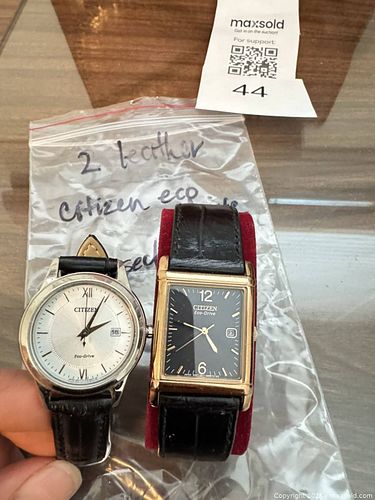 maxsold
Get in on the auction!
For support:
44
2 leather
citizen eco
CITIZEN
Eco-Drive
XII
12
CITIZEN
Eco-Drive
6